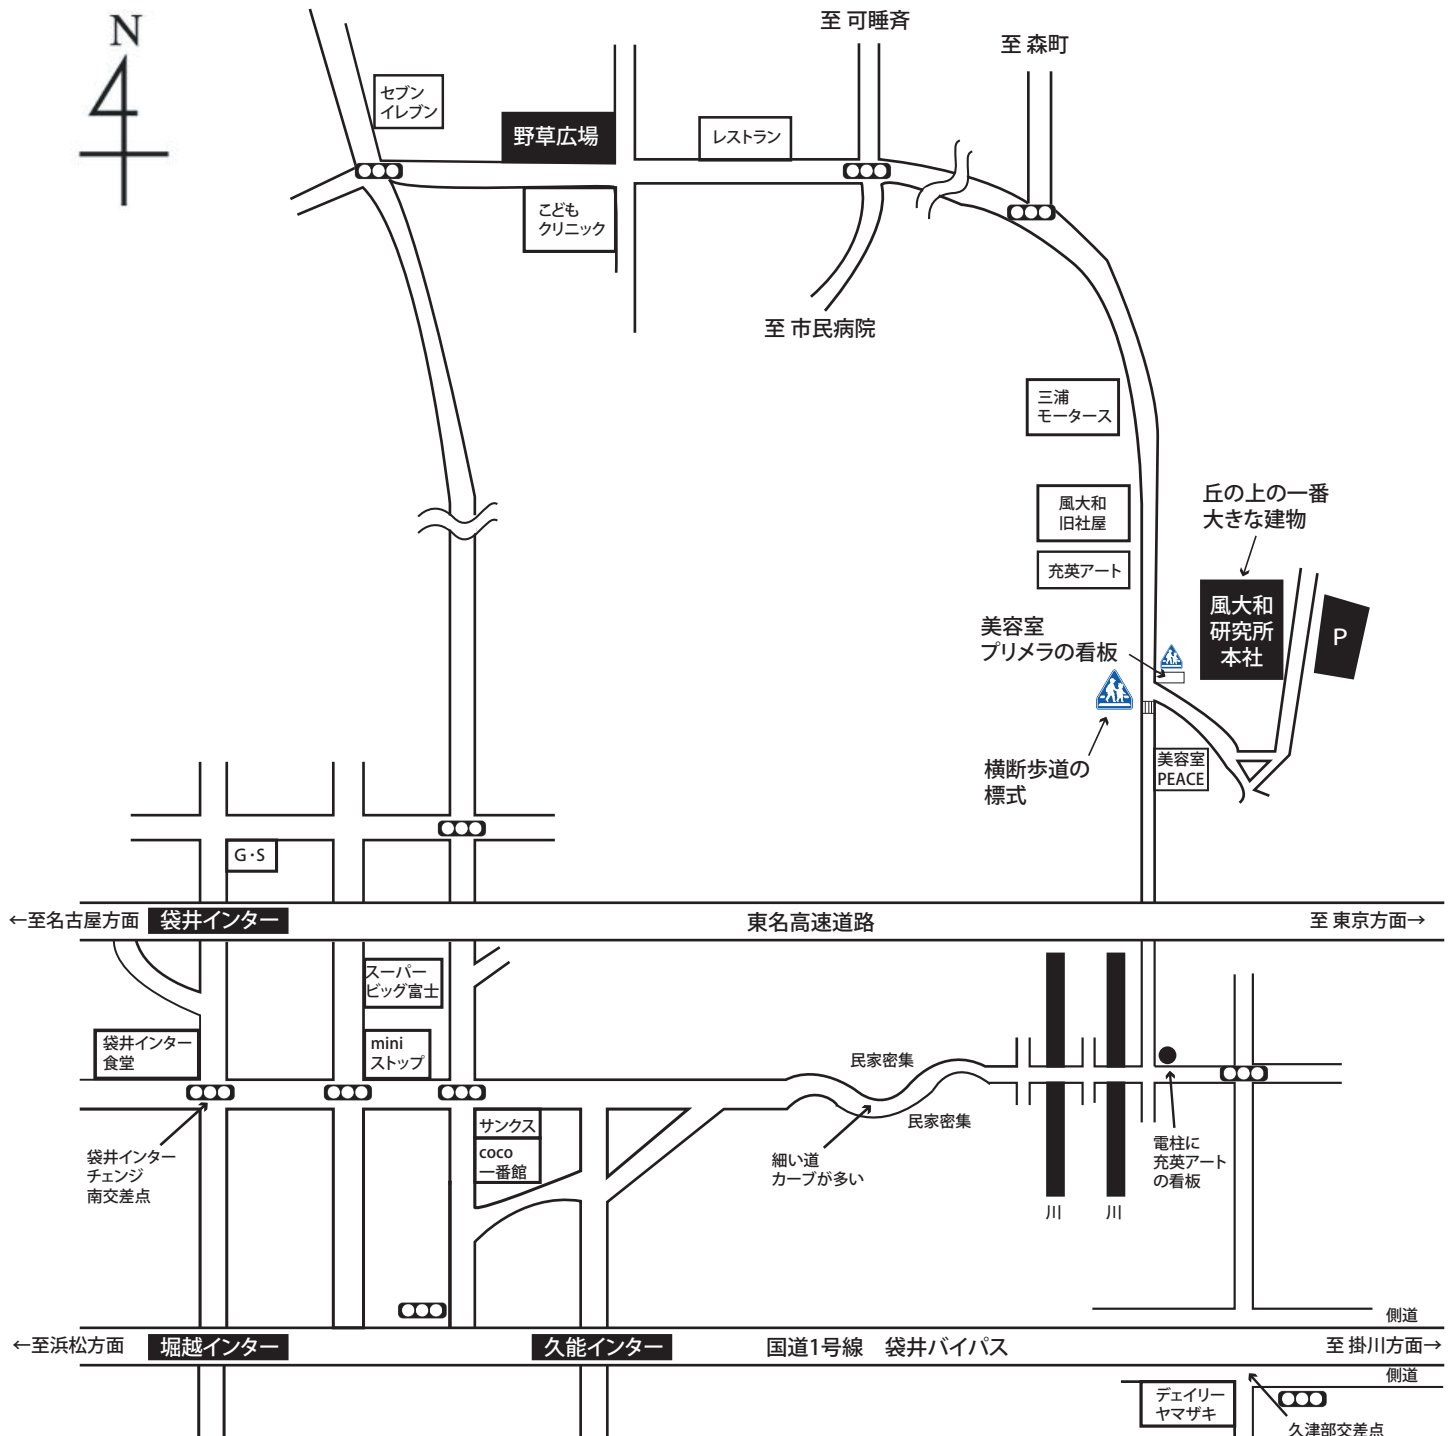 N
至 可睡斉
至 森町
セブン
イレブン
野草広場
レストラン
こども
クリニック
至 市民病院
三浦
モータース
風大和
旧社屋
充英アート
丘の上の一番
大きな建物
風大和
研究所
本社
P
美容室
プリメラの看板
横断歩道の
標式
美容室
PEACE
G・S
←至名古屋方面
袋井インター
東名高速道路
至 東京方面→
スーパー
ビッグ富士
袋井インター
食堂
mini
ストップ
民家密集
民家密集
サンクス
coco
一番館
袋井インター
チェンジ
南交差点
細い道
カーブが多い
電柱に
充英アート
の看板
川
川
側道
←至浜松方面
堀越インター
久能インター
国道1号線 袋井バイパス
至 掛川方面→
側道
デェイリー
ヤマザキ
久津部交差点